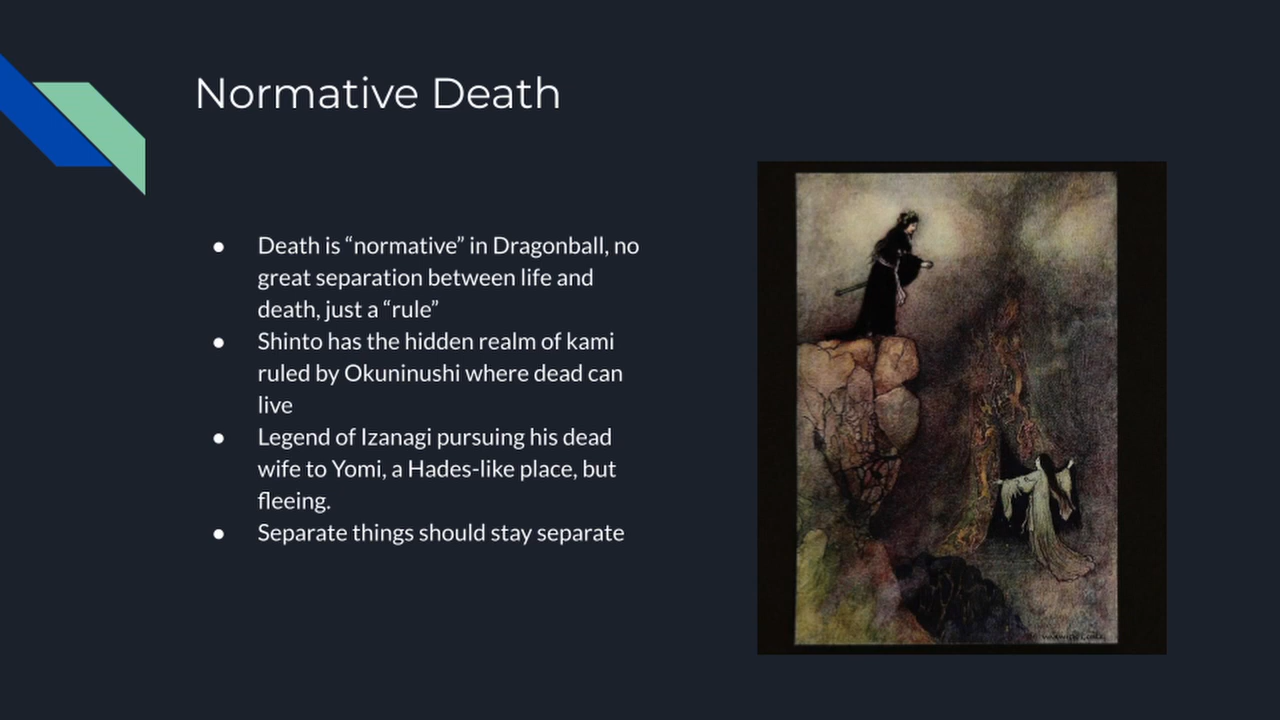 Normative Death
● Death is “normative” in Dragonball, no
great separation between life and
death, just a “rule”
● Shinto has the hidden realm of kami
ruled by Okuninushi where dead can
live
● Legend of Izanagi pursuing his dead
wife to Yomi, a Hades-like place, but
fleeing.
● Separate things should stay separate